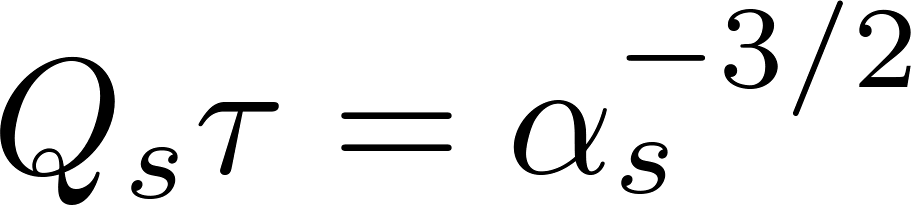 Q_s τ = α_s^{-3/2}